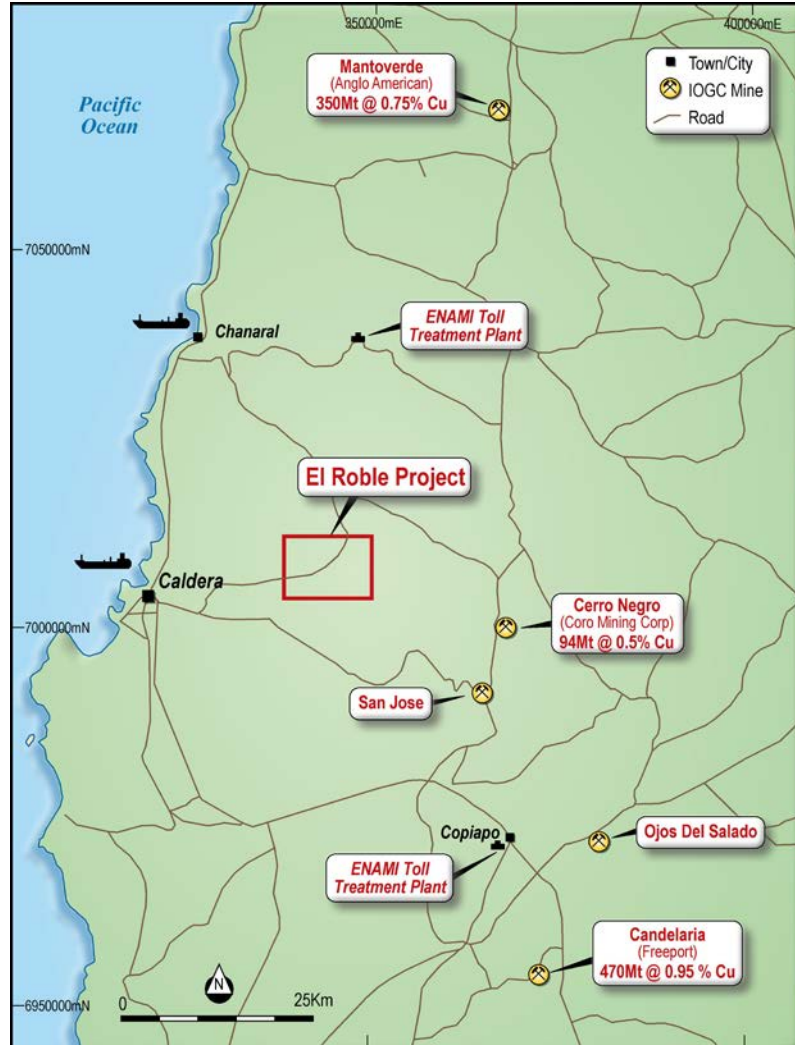 350000mE
400000mE
Mantoverde
(Anglo American)
350Mt @ 0.75% Cu
Town/City
IOGC Mine
Road
Pacific
Ocean
7050000mN
Chanaral
ENAMI Toll
Treatment Plant
El Roble Project
Caldera
7000000mN
Cerro Negro
(Coro Mining Corp)
94Mt @ 0.5% Cu
San Jose
Copiapo
Ojos Del Salado
ENAMI Toll
Treatment Plant
Candelaria
(Freeport)
470Mt @ 0.95 % Cu
N
6950000mN
0
25Km